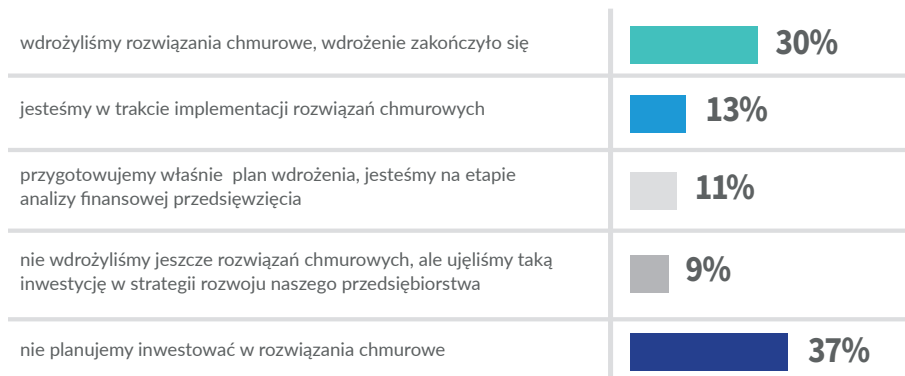 wdrożyliśmy rozwiązania chmurowe, wdrożenie zakończyło się
30%
jesteśmy w trakcie implementacji rozwiązań chmurowych
13%
przygotowujemy właśnie  plan wdrożenia, jesteśmy na etapie
analizy finansowej przedsięwzięcia
11%
nie wdrożyliśmy jeszcze rozwiązań chmurowych, ale ujęliśmy taką
inwestycję w strategii rozwoju naszego przedsiębiorstwa
9%
nie planujemy inwestować w rozwiązania chmurowe
37%